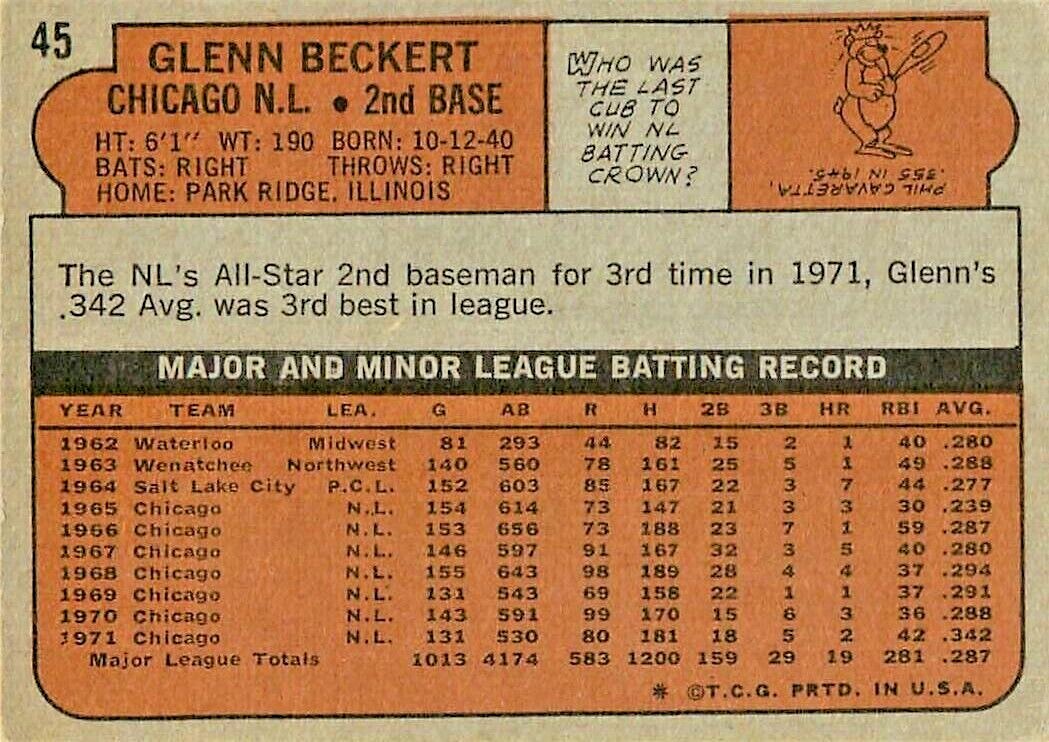 45
GLENN BECKERT
CHICAGO N.L. • 2nd BASE
HT: 6'1" WT: 190 BORN: 10-12-40
BATS: RIGHT THROWS: RIGHT
HOME: PARK RIDGE, ILLINOIS
WHO WAS
THE LAST
CUB TO
WIN NL
BATTING
CROWN?
PHIL CAVARETTA,
.355 IN 1945.
The NL's All-Star 2nd baseman for 3rd time in 1971, Glenn's
.342 Avg. was 3rd best in league.
MAJOR AND MINOR LEAGUE BATTING RECORD
YEAR TEAM LEA. G AB R H 2B 3B HR RBI AVG.
1962 Waterloo Midwest 81 293 44 82 15 2 1 40 .280
1963 Wenatchee Northwest 140 560 78 161 25 5 1 49 .288
1964 Salt Lake City P.C.L. 152 603 85 167 22 3 7 44 .277
1965 Chicago N.L. 154 614 73 147 21 3 3 30 .239
1966 Chicago N.L. 153 656 73 188 23 7 1 59 .287
1967 Chicago N.L. 146 597 91 167 32 3 5 40 .280
1968 Chicago N.L. 155 643 98 189 28 4 4 37 .294
1969 Chicago N.L. 131 543 69 158 22 1 1 37 .291
1970 Chicago N.L. 143 591 99 170 15 6 3 36 .288
1971 Chicago N.L. 131 530 80 181 18 5 2 42 .342
Major League Totals 1013 4174 583 1200 159 29 19 281 .287
* ©T.C.G. PRTD. IN U.S.A.